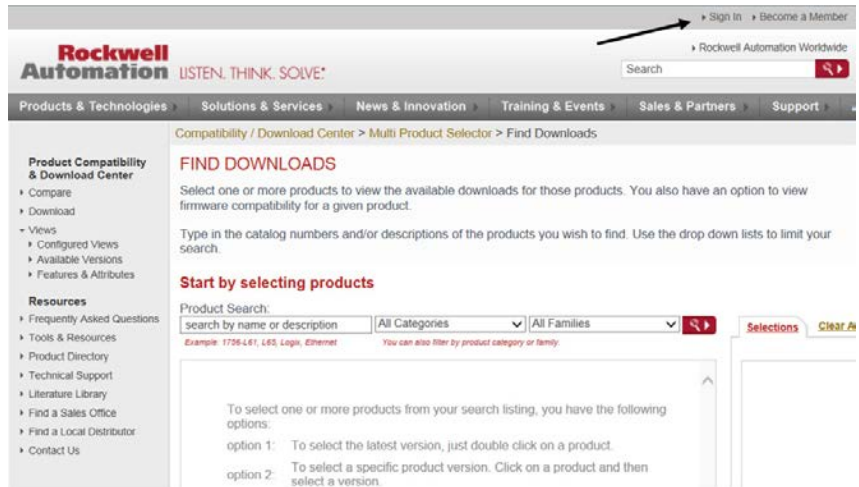 Sign In Become a Member
Rockwell
Automation LISTEN. THINK. SOLVE.®
Rockwell Automation Worldwide
Search
Products & Technologies Solutions & Services News & Innovation Training & Events Sales & Partners Support
Compatibility / Download Center > Multi Product Selector > Find Downloads
Product Compatibility
& Download Center
Compare
Download
Views
Configured Views
Available Versions
Features & Attributes
Resources
Frequently Asked Questions
Tools & Resources
Product Directory
Technical Support
Literature Library
Find a Sales Office
Find a Local Distributor
Contact Us
FIND DOWNLOADS
Select one or more products to view the available downloads for those products. You also have an option to view
firmware compatibility for a given product.
Type in the catalog numbers and/or descriptions of the products you wish to find. Use the drop down lists to limit your
search.
Start by selecting products
Product Search:
search by name or description All Categories All Families
Example: 1756-L61, L63, Logix, Ethernet You can also filter by product category or family.
Selections Clear
To select one or more products from your search listing, you have the following
options:
option 1: To select the latest version, just double click on a product.
option 2: To select a specific product version. Click on a product and then
select a version.